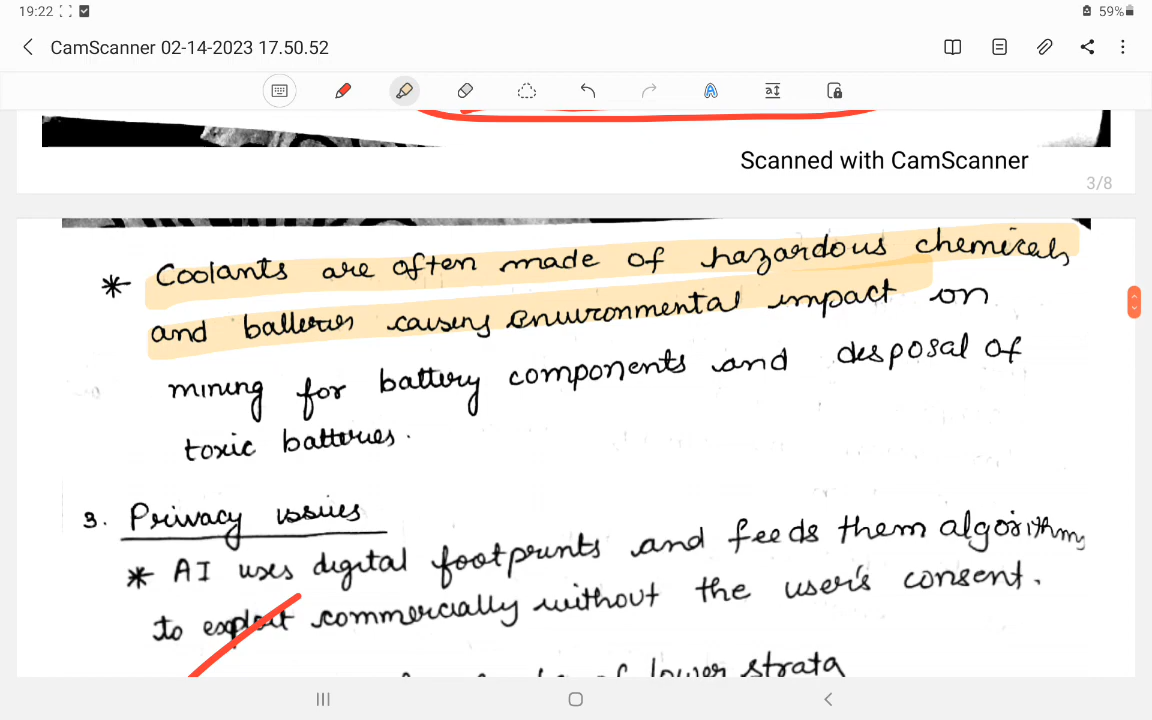 19:22
59%
CamScanner 02-14-2023 17.50.52
Scanned with CamScanner
3/8
* Coolants are often made of hazardous chemicals
and batteries causing environmental impact on
mining for battery components and desposal of
toxic batteries.
3. Privacy issues
* AI uses digital footprints and feeds them algorithms
to exploit commercially without the user's consent.
of lower strata